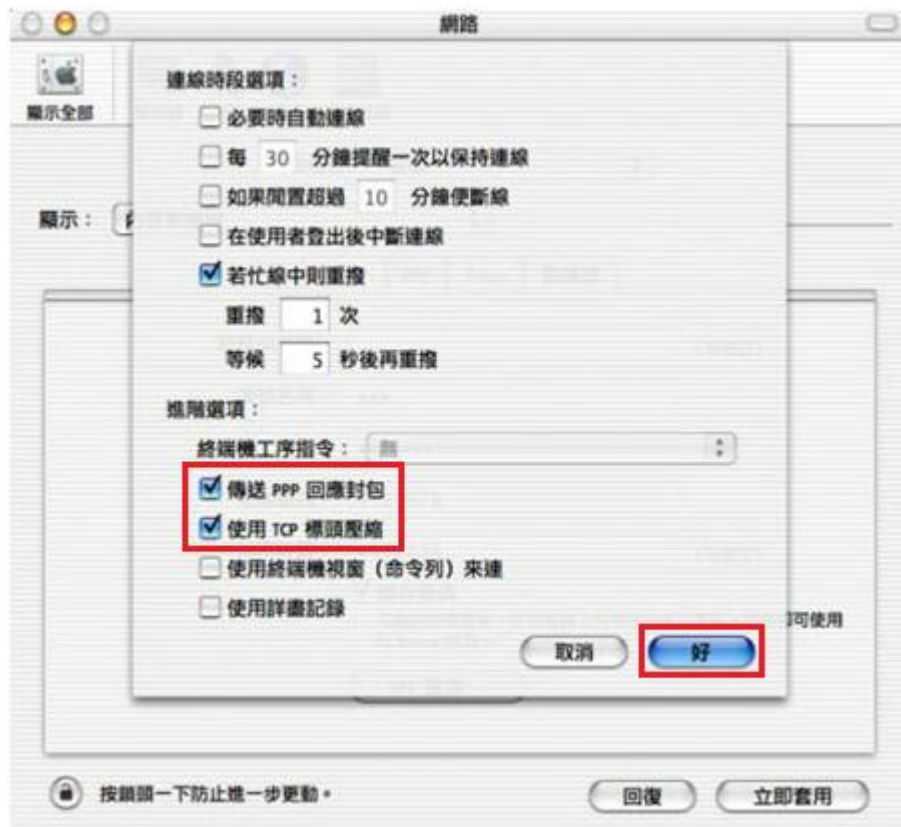 網路
顯示全部
顯示：
連線時段選項：
必要時自動連線
每 30 分鐘提醒一次以保持連線
如果閒置超過 10 分鐘便斷線
在使用者登出後中斷連線
若忙線中則重撥
重撥 1 次
等候 5 秒後再重撥
進階選項：
終端機工序指令： 無
傳送 PPP 回應封包
使用 TCP 標頭壓縮
使用終端機視窗（命令列）來連
使用詳盡記錄
即可使用
取消 好
按鎖頭一下防止進一步更動。 回復 立即套用